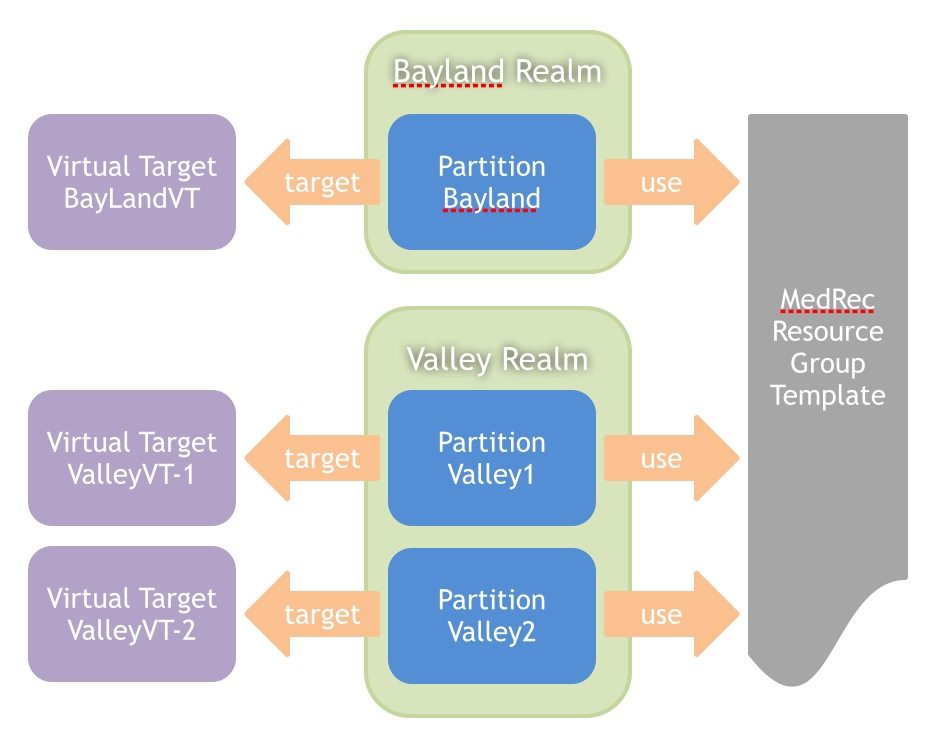 Bayland Realm
Virtual Target
BayLandVT
target
Partition
Bayland
use
MedRec
Resource
Group
Template
Valley Realm
Virtual Target
ValleyVT-1
target
Partition
Valley1
use
Virtual Target
ValleyVT-2
target
Partition
Valley2
use